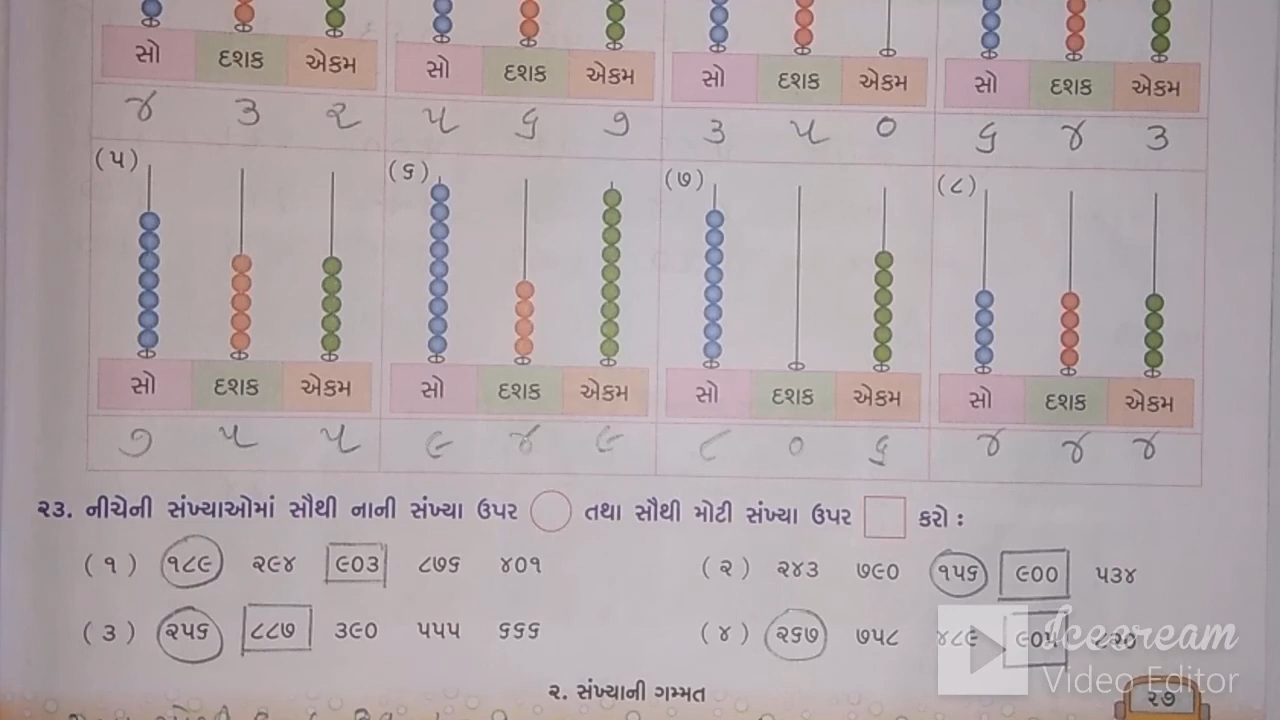 સો દશક એકમ સો દશક એકમ સો દશક એકમ સો દશક એકમ
૪ ૩ ૨ ૫ ૬ ૭ ૩ ૫ ૦ ૬ ૪ ૩
(૫) (૬) (૭) (૮)
સો દશક એકમ સો દશક એકમ સો દશક એકમ સો દશક એકમ
૭ ૫ ૫ ૯ ૪ ૯ ૮ ૦ ૬ ૪ ૪ ૪
૨૩. નીચેની સંખ્યાઓમાં સૌથી નાની સંખ્યા ઉપર તથા સૌથી મોટી સંખ્યા ઉપર કરો :
(૧) ૧૮૯ ૨૯૪ ૯૦૩ ૮૭૬ ૪૦૧ (૨) ૨૪૩ ૭૯૦ ૧૫૬ ૯૦૦ ૫૩૪
(૩) ૨૫૬ ૮૮૭ ૩૯૦ ૫૫૫ ૬૬૬ (૪) ૨૬૭ ૭૫૮ ૪૮૯ ૯૦૫ ૮૨૦
Icecream
Video Editor
૨. સંખ્યાની ગમ્મત
૨૭